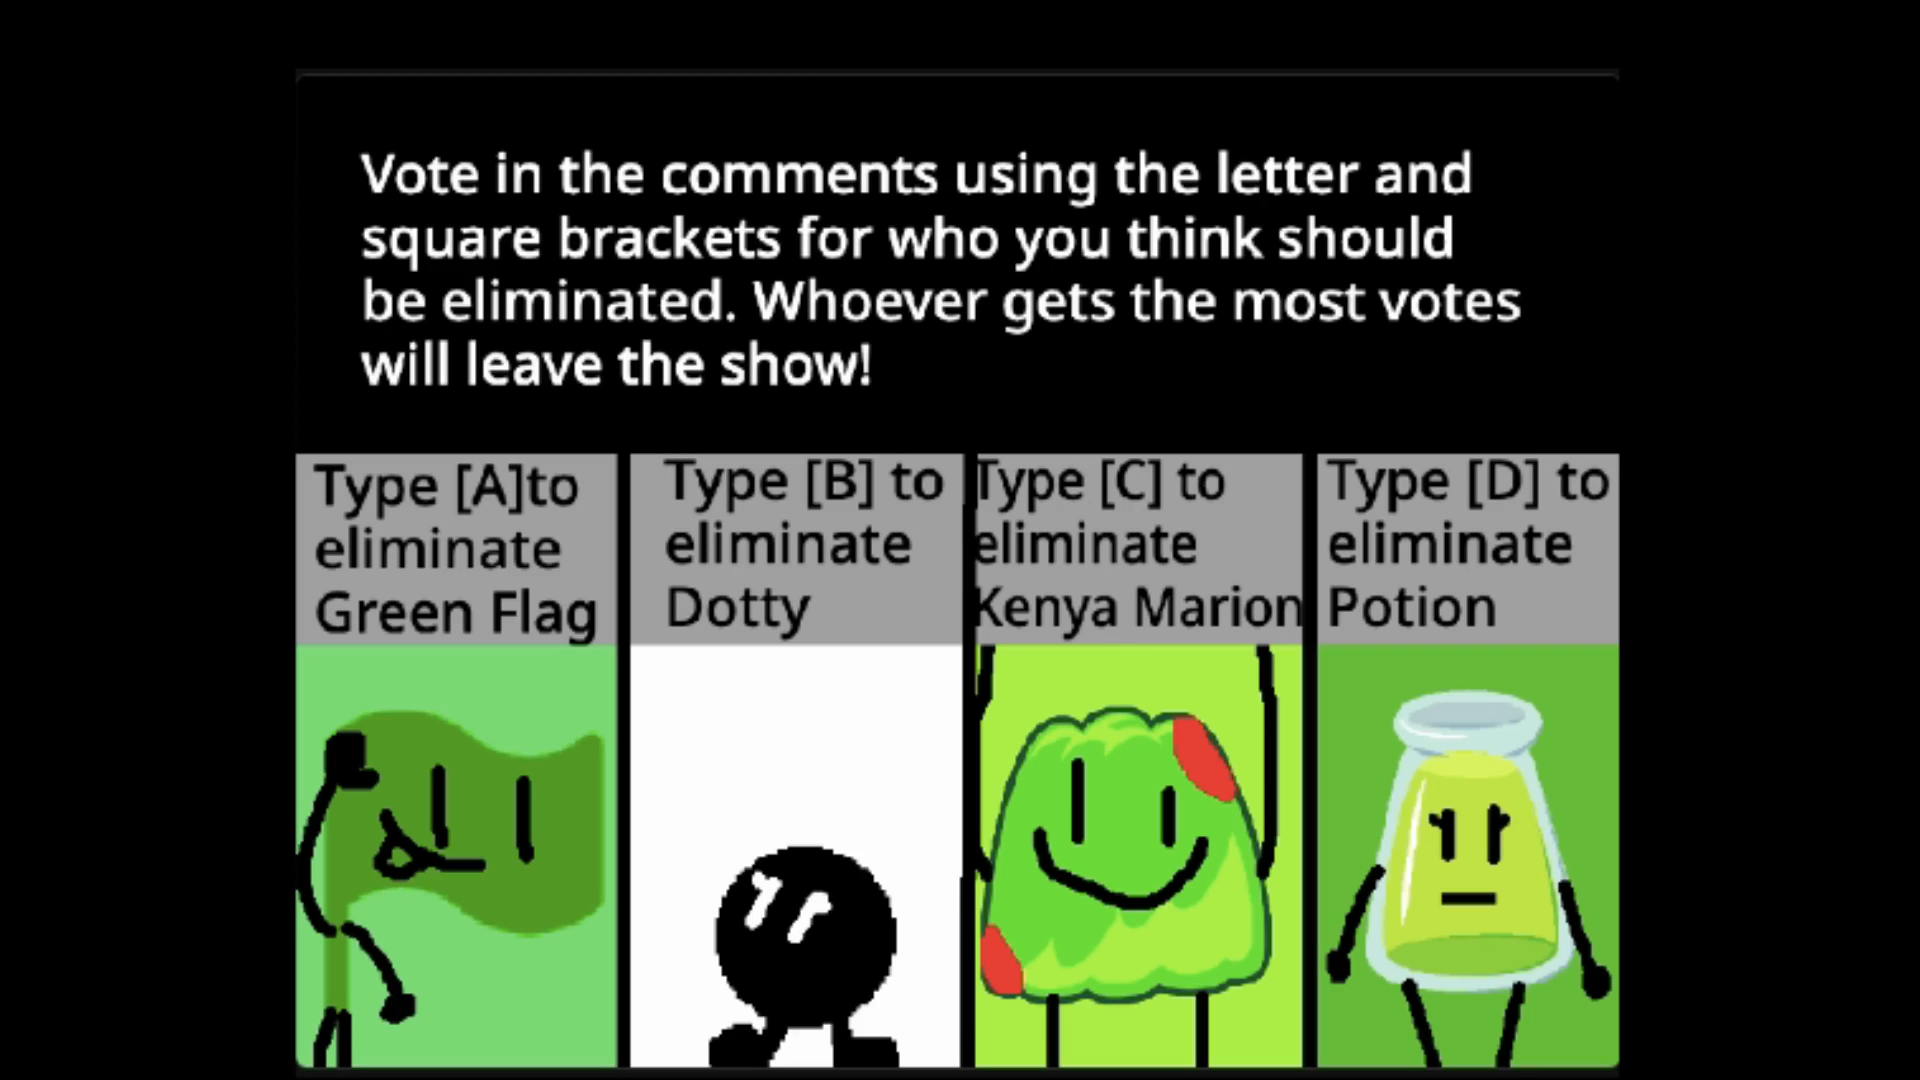 Vote in the comments using the letter and
square brackets for who you think should
be eliminated. Whoever gets the most votes
will leave the show!
Type [A]to
eliminate
Green Flag
Type [B] to
eliminate
Dotty
Type [C] to
eliminate
Kenya Marion
Type [D] to
eliminate
Potion